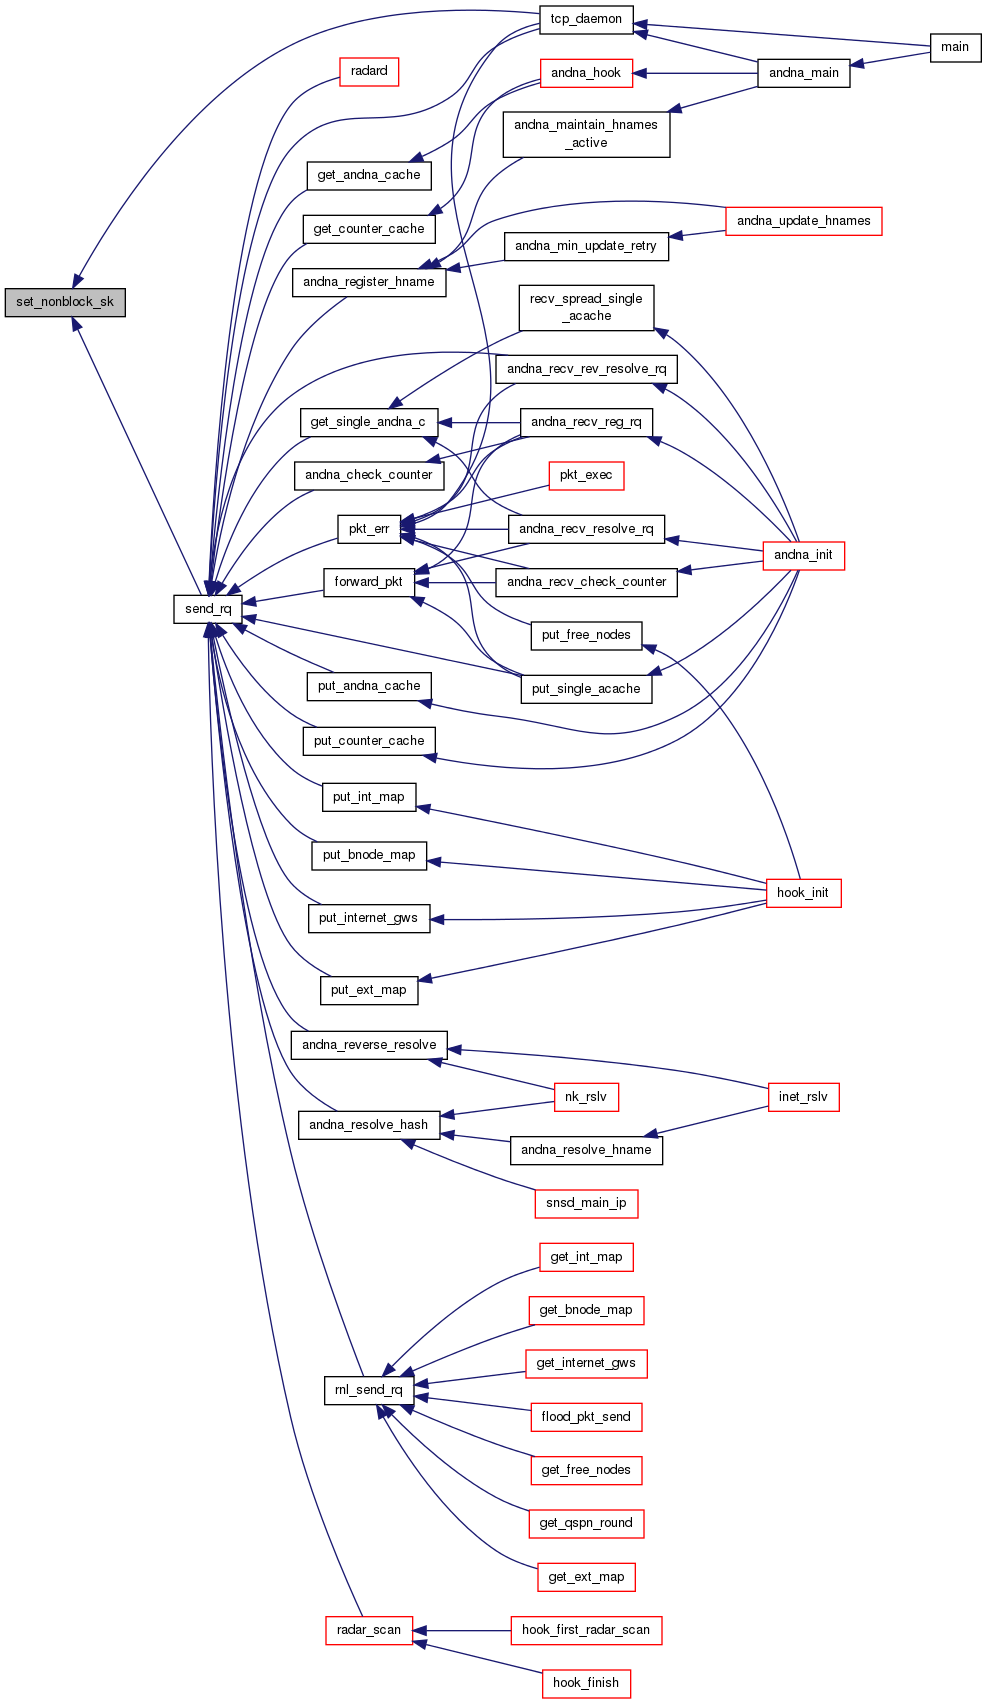 tcp_daemon
main
radard
andna_hook
andna_main
andna_maintain_hnames
_active
get_andna_cache
get_counter_cache
andna_update_hnames
andna_min_update_retry
andna_register_hname
set_nonblock_sk
recv_spread_single
_acache
andna_recv_rev_resolve_rq
get_single_andna_c
andna_recv_reg_rq
andna_check_counter
pkt_exec
pkt_err
andna_recv_resolve_rq
andna_init
forward_pkt
andna_recv_check_counter
send_rq
put_free_nodes
put_andna_cache
put_single_acache
put_counter_cache
put_int_map
put_bnode_map
hook_init
put_internet_gws
put_ext_map
andna_reverse_resolve
nk_rslv
inet_rslv
andna_resolve_hash
andna_resolve_hname
snsd_main_ip
get_int_map
get_bnode_map
get_internet_gws
rnl_send_rq
flood_pkt_send
get_free_nodes
get_qspn_round
get_ext_map
radar_scan
hook_first_radar_scan
hook_finish